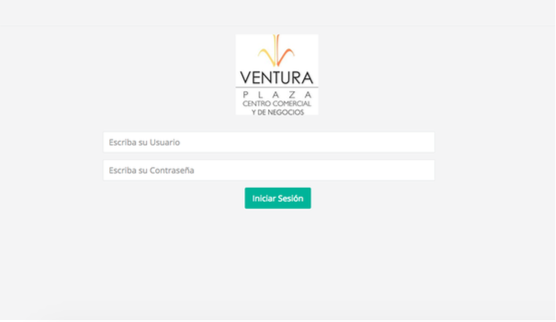 VENTURA
PLAZA
CENTRO COMERCIAL
Y DE NEGOCIOS
Escriba su Usuario
Escriba su Contraseña
Iniciar Sesión